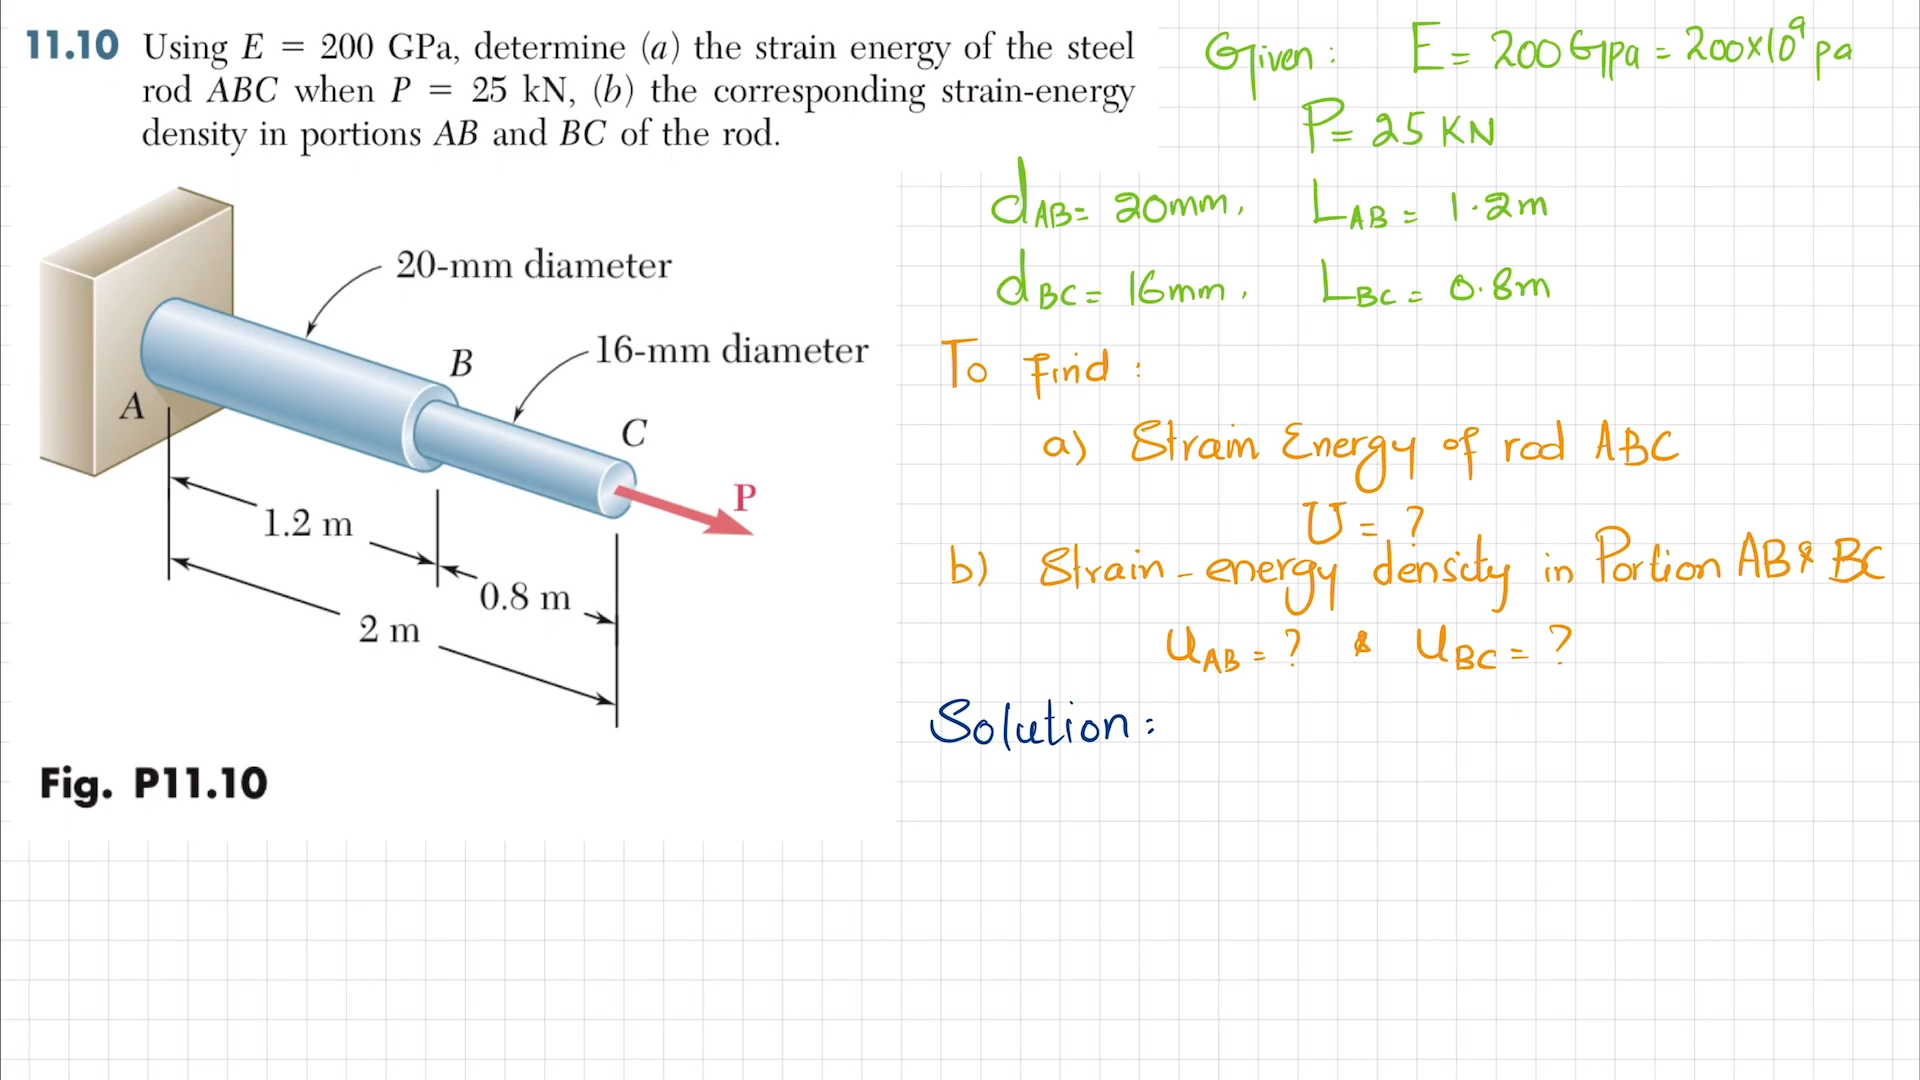 11.10 Using E = 200 GPa, determine (a) the strain energy of the steel
rod ABC when P = 25 kN, (b) the corresponding strain-energy
density in portions AB and BC of the rod.
20-mm diameter
16-mm diameter
B
A
C
P
1.2 m
0.8 m
2 m
Fig. P11.10
Given : E = 200 Gpa = 200×10⁹ pa
P = 25 KN
dAB = 20mm, LAB = 1.2m
dBC = 16mm, LBC = 0.8m
To find :
a) Strain Energy of rod ABC
U = ?
b) Strain-energy density in Portion AB & BC
uAB = ? & uBC = ?
Solution :